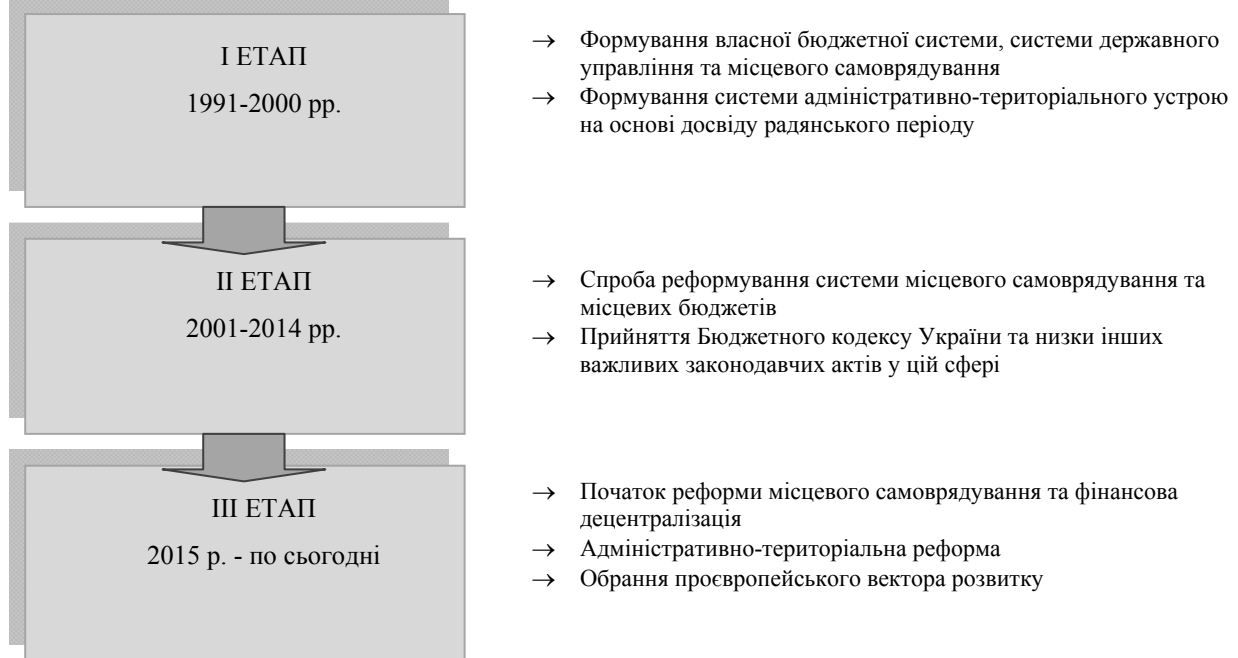 І ЕТАП
1991-2000 рр.
→ Формування власної бюджетної системи, системи державного
управління та місцевого самоврядування
→ Формування системи адміністративно-територіального устрою
на основі досвіду радянського періоду
ІІ ЕТАП
2001-2014 рр.
→ Спроба реформування системи місцевого самоврядування та
місцевих бюджетів
→ Прийняття Бюджетного кодексу України та низки інших
важливих законодавчих актів у цій сфері
ІІІ ЕТАП
2015 р. - по сьогодні
→ Початок реформи місцевого самоврядування та фінансова
децентралізація
→ Адміністративно-територіальна реформа
→ Обрання проєвропейського вектора розвитку